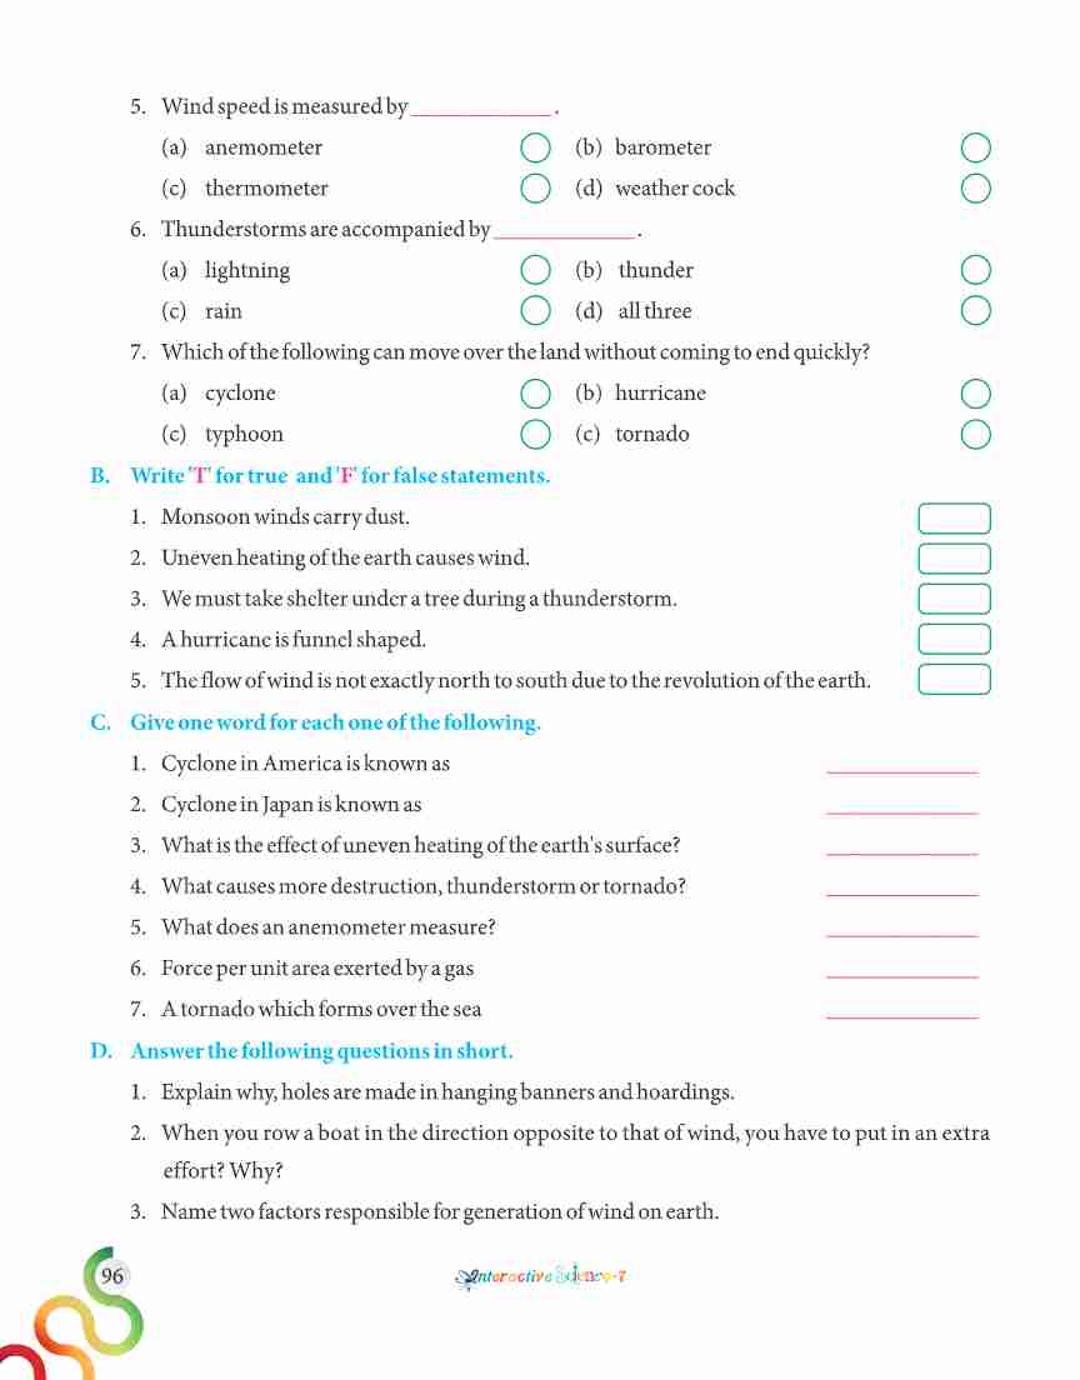 5. Wind speed is measured by ____________ .
(a) anemometer (b) barometer
(c) thermometer (d) weather cock
6. Thunderstorms are accompanied by ____________ .
(a) lightning (b) thunder
(c) rain (d) all three
7. Which of the following can move over the land without coming to end quickly?
(a) cyclone (b) hurricane
(c) typhoon (c) tornado
B. Write 'T' for true and 'F' for false statements.
1. Monsoon winds carry dust.
2. Uneven heating of the earth causes wind.
3. We must take shelter under a tree during a thunderstorm.
4. A hurricane is funnel shaped.
5. The flow of wind is not exactly north to south due to the revolution of the earth.
C. Give one word for each one of the following.
1. Cyclone in America is known as ____________
2. Cyclone in Japan is known as ____________
3. What is the effect of uneven heating of the earth's surface? ____________
4. What causes more destruction, thunderstorm or tornado? ____________
5. What does an anemometer measure? ____________
6. Force per unit area exerted by a gas ____________
7. A tornado which forms over the sea ____________
D. Answer the following questions in short.
1. Explain why, holes are made in hanging banners and hoardings.
2. When you row a boat in the direction opposite to that of wind, you have to put in an extra
effort? Why?
3. Name two factors responsible for generation of wind on earth.
96
Interactive Science-7